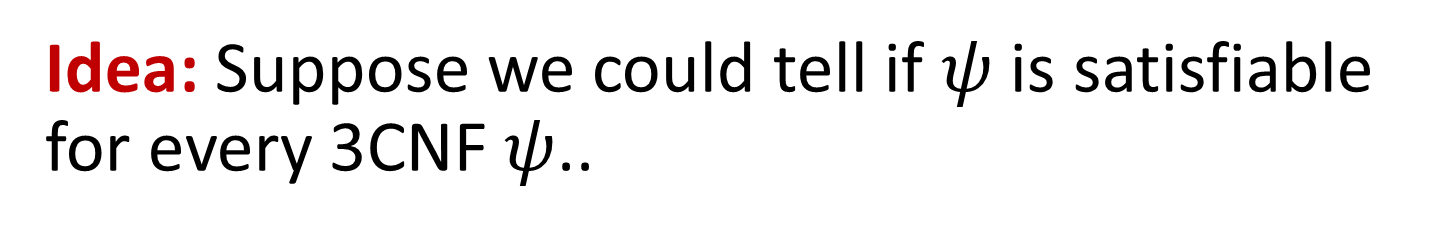 Idea: Suppose we could tell if 𝜓 is satisfiable
for every 3CNF 𝜓..